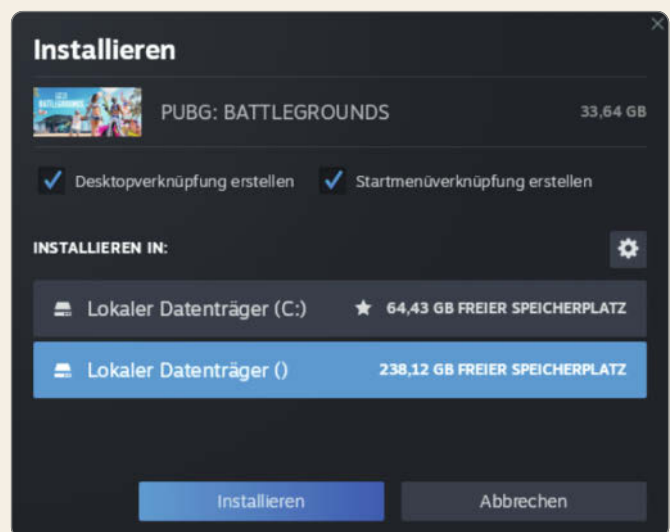 Installieren
PUBG: BATTLEGROUNDS 33,64 GB
Desktopverknüpfung erstellen Startmenüverknüpfung erstellen
INSTALLIEREN IN:
Lokaler Datenträger (C:) 64,43 GB FREIER SPEICHERPLATZ
Lokaler Datenträger () 238,12 GB FREIER SPEICHERPLATZ
Installieren Abbrechen